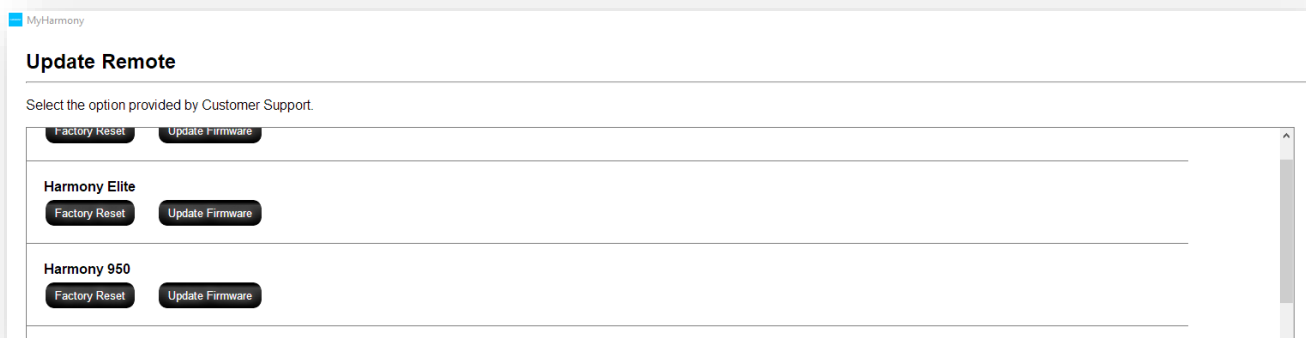 MyHarmony
Update Remote
Select the option provided by Customer Support.
Factory Reset Update Firmware
Harmony Elite
Factory Reset Update Firmware
Harmony 950
Factory Reset Update Firmware